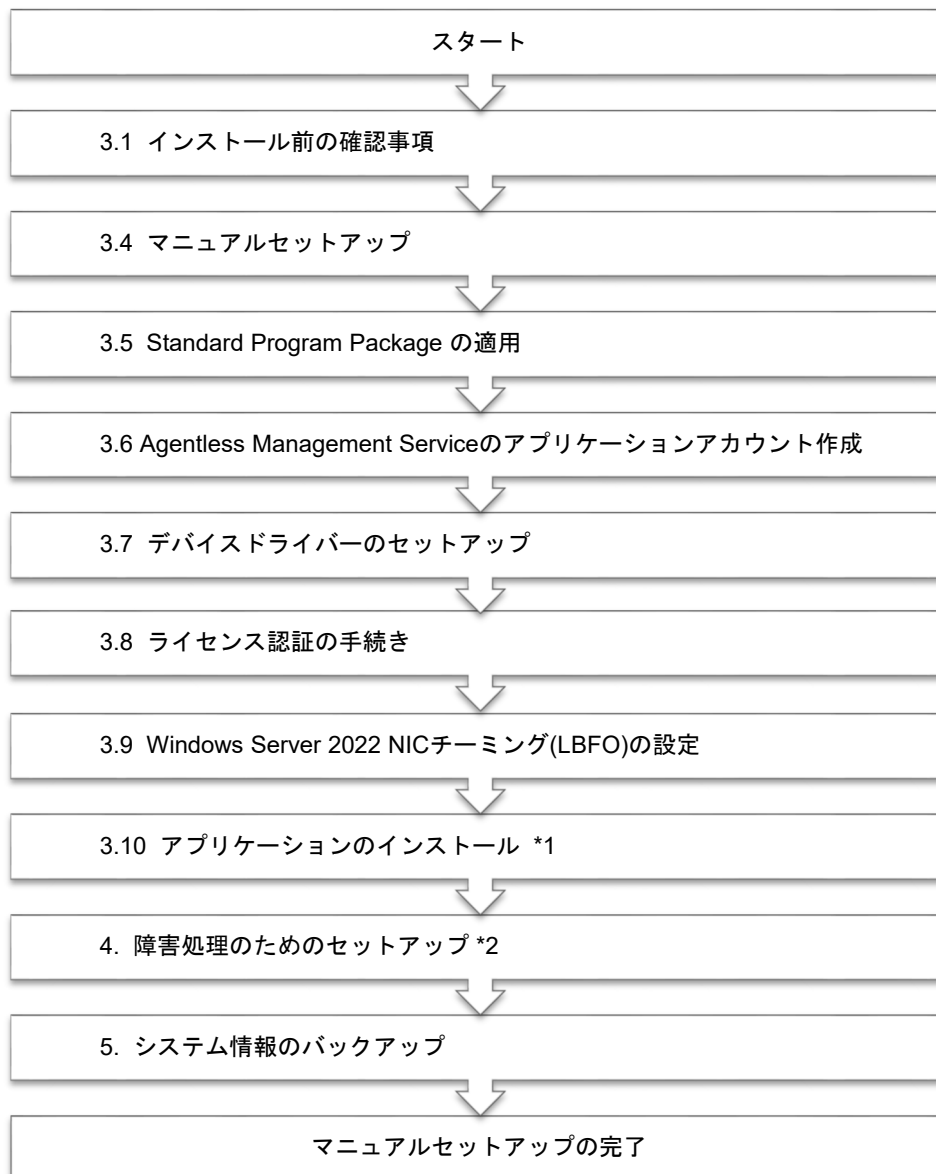 スタート
3.1 インストール前の確認事項
3.4 マニュアルセットアップ
3.5 Standard Program Package の適用
3.6 Agentless Management Serviceのアプリケーションアカウント作成
3.7 デバイスドライバーのセットアップ
3.8 ライセンス認証の手続き
3.9 Windows Server 2022 NICチーミング(LBFO)の設定
3.10 アプリケーションのインストール *1
4. 障害処理のためのセットアップ *2
5. システム情報のバックアップ
マニュアルセットアップの完了